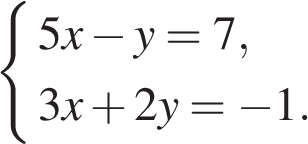 5x − y = 7,
3x + 2y = −1.